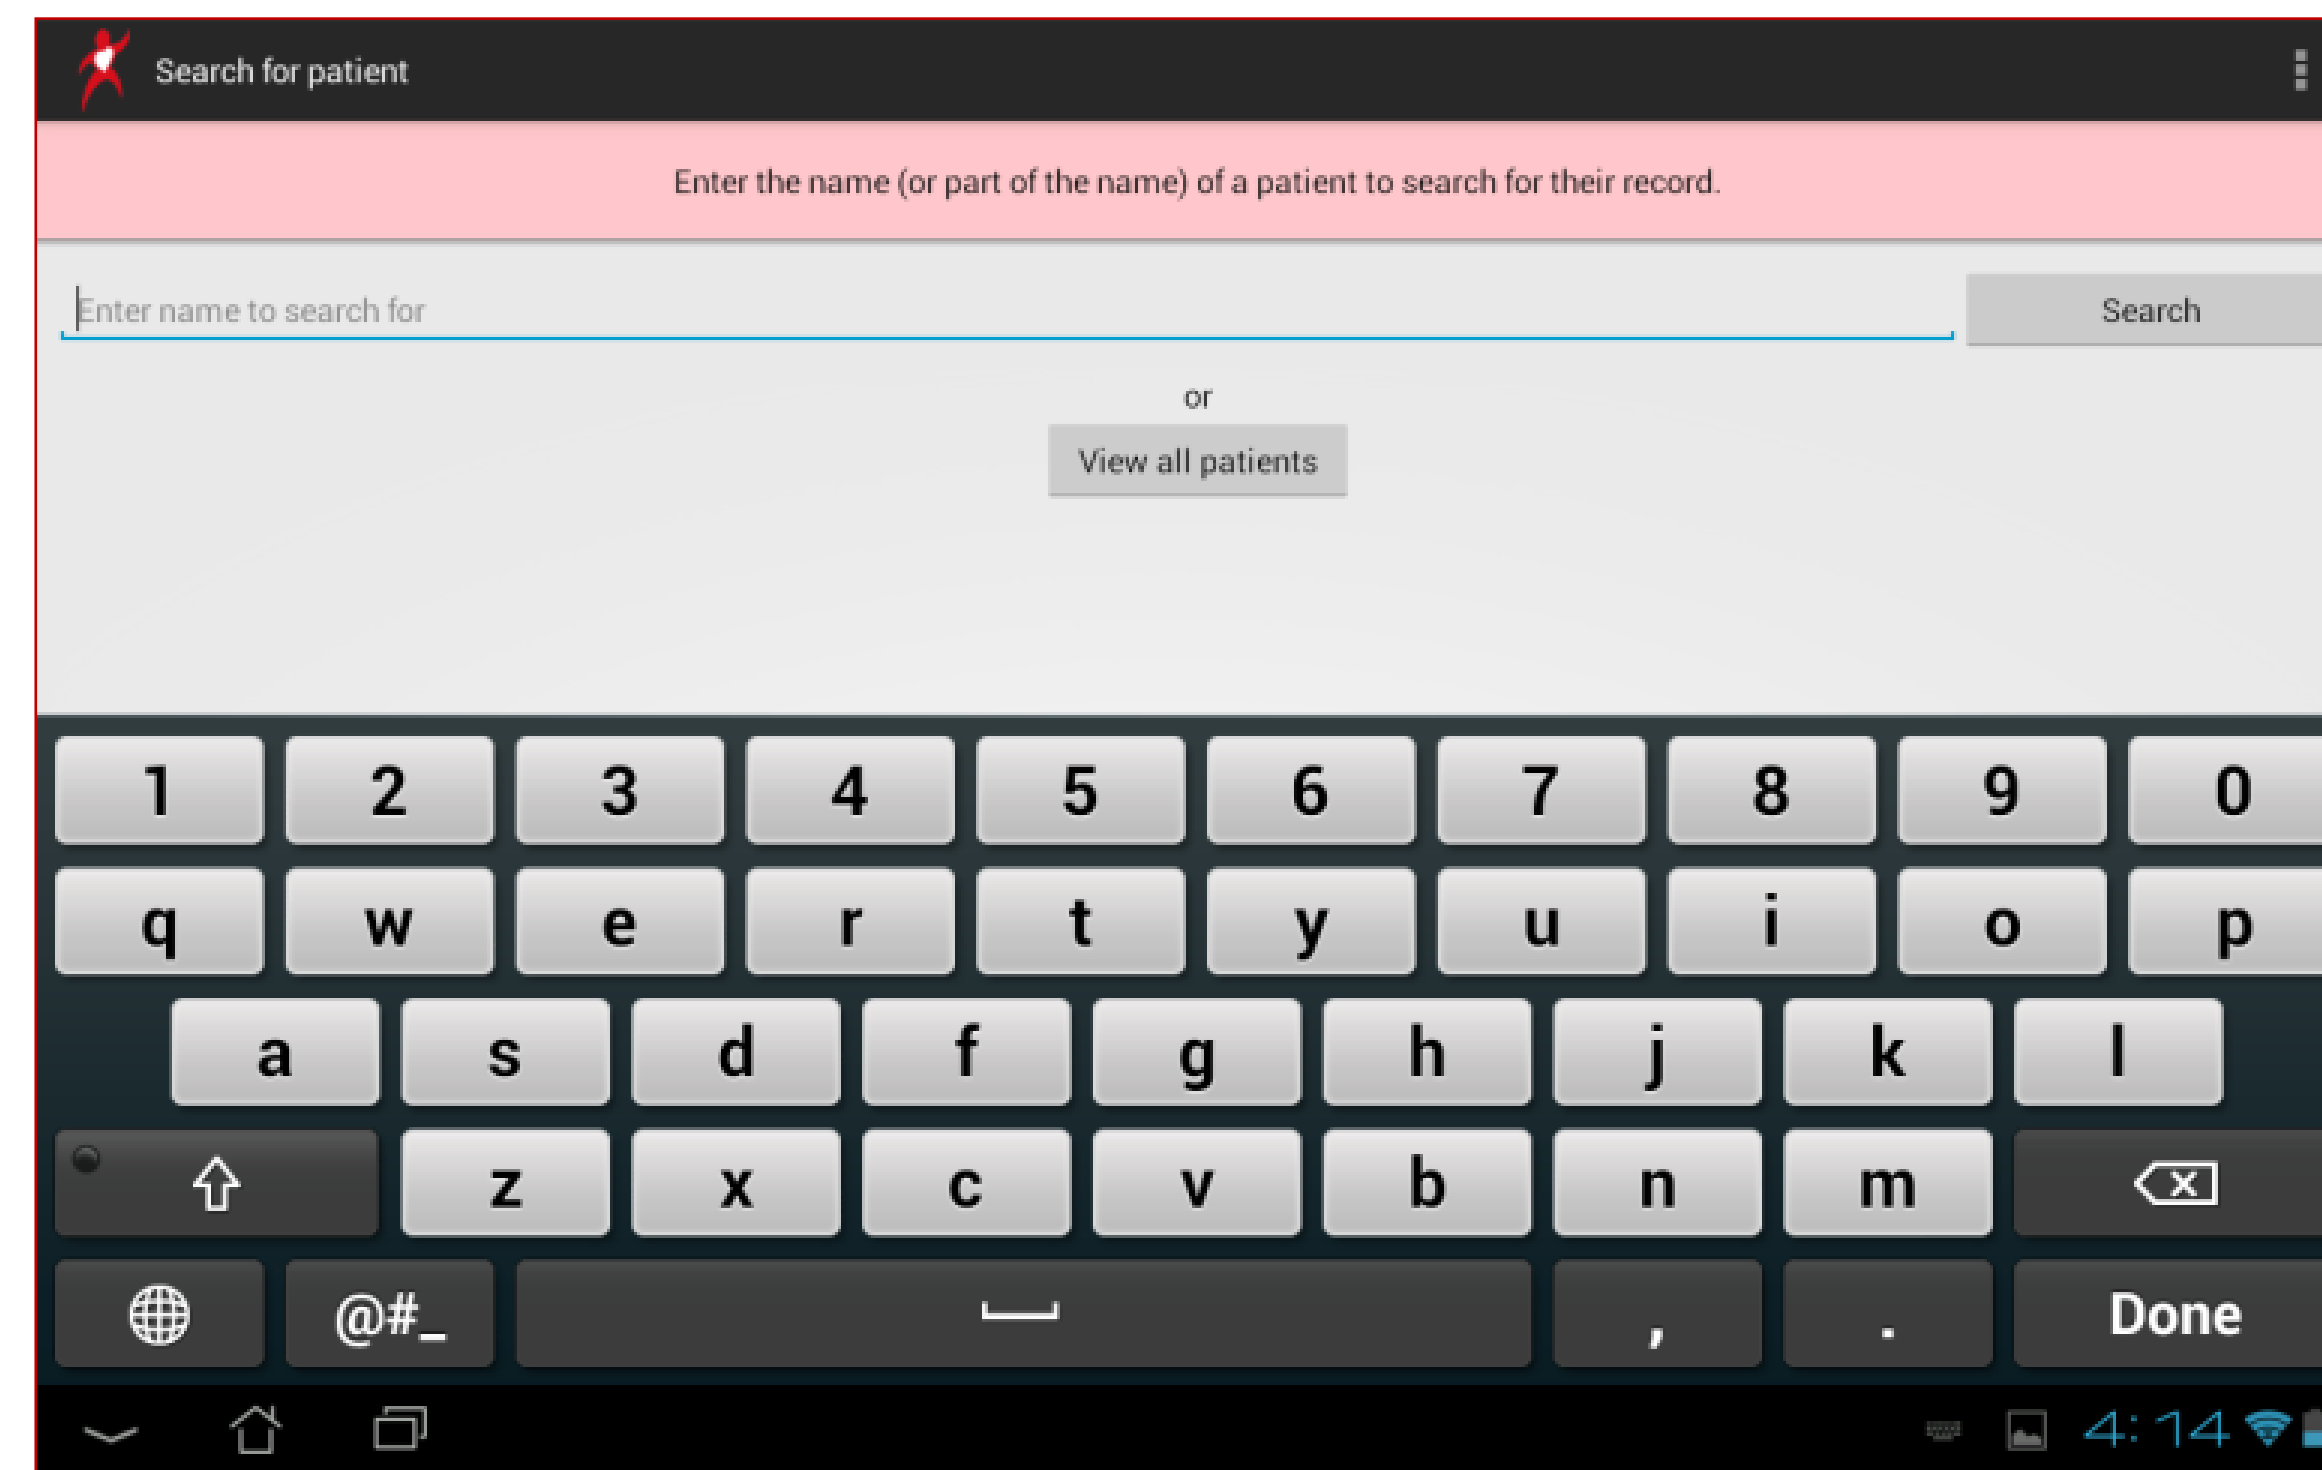 Search for patient
Enter the name (or part of the name) of a patient to search for their record.
Enter name to search for
Search
or
View all patients
1 2 3 4 5 6 7 8 9 0
q w e r t y u i o p
a s d f g h j k l
z x c v b n m
@#_ , . Done
4:14